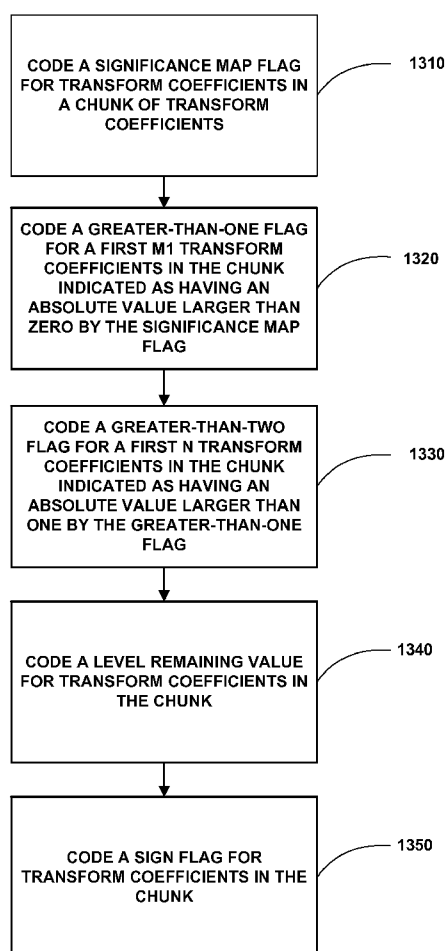 CODE A SIGNIFICANCE MAP FLAG
FOR TRANSFORM COEFFICIENTS IN
A CHUNK OF TRANSFORM
COEFFICIENTS
1310
CODE A GREATER-THAN-ONE FLAG
FOR A FIRST M1 TRANSFORM
COEFFICIENTS IN THE CHUNK
INDICATED AS HAVING AN
ABSOLUTE VALUE LARGER THAN
ZERO BY THE SIGNIFICANCE MAP
FLAG
1320
CODE A GREATER-THAN-TWO
FLAG FOR A FIRST N TRANSFORM
COEFFICIENTS IN THE CHUNK
INDICATED AS HAVING AN
ABSOLUTE VALUE LARGER THAN
ONE BY THE GREATER-THAN-ONE
FLAG
1330
CODE A LEVEL REMAINING VALUE
FOR TRANSFORM COEFFICIENTS IN
THE CHUNK
1340
CODE A SIGN FLAG FOR
TRANSFORM COEFFICIENTS IN THE
CHUNK
1350